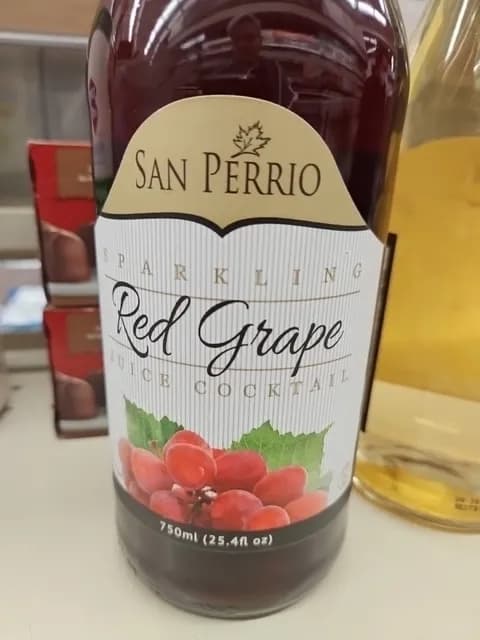 SAN PERRIO
SPARKLING
Red Grape
JUICE COCKTAIL
750ml (25.4fl oz)